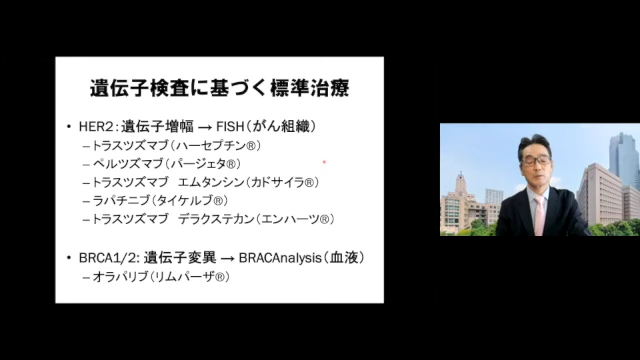 遺伝子検査に基づく標準治療
• HER2：遺伝子増幅 → FISH（がん組織）
–トラスツズマブ（ハーセプチン®）
–ペルツズマブ（パージェタ®）
–トラスツズマブ　エムタンシン（カドサイラ®）
–ラパチニブ（タイケルブ®）
–トラスツズマブ　デラクステカン（エンハーツ®）
• BRCA1/2: 遺伝子変異 → BRACAnalysis（血液）
–オラパリブ（リムパーザ®）